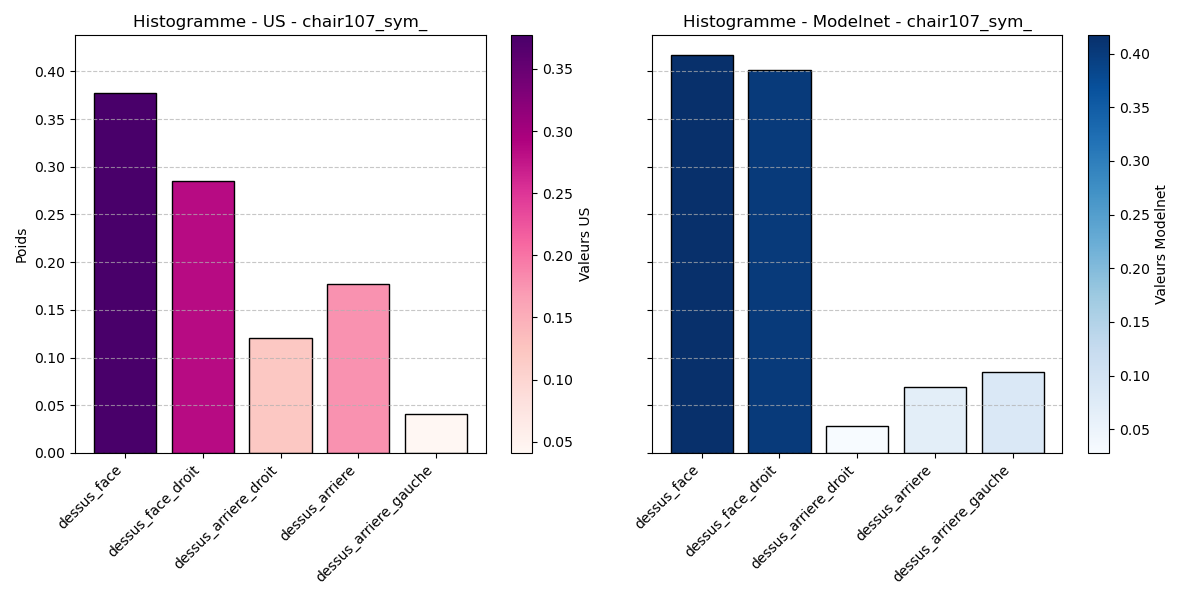 Histogramme - US - chair107_sym_
Poids
0.40
0.35
0.30
0.25
0.20
0.15
0.10
0.05
0.00
dessus_face
dessus_face_droit
dessus_arriere_droit
dessus_arriere
dessus_arriere_gauche
0.35
0.30
0.25
0.20
0.15
0.10
0.05
Valeurs US
Histogramme - Modelnet - chair107_sym_
dessus_face
dessus_face_droit
dessus_arriere_droit
dessus_arriere
dessus_arriere_gauche
0.40
0.35
0.30
0.25
0.20
0.15
0.10
0.05
Valeurs Modelnet